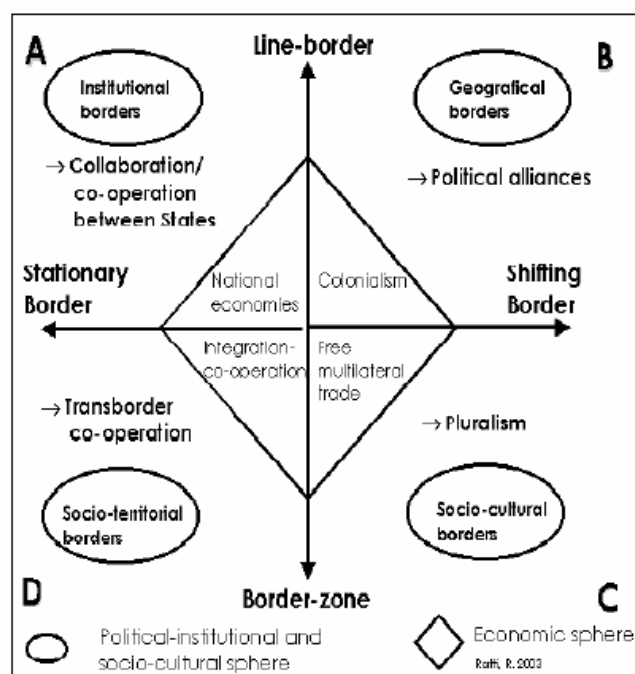 A
Line-border
B
Institutional
borders
Geografical
borders
→ Collaboration/
co-operation
between States
→ Political alliances
Stationary
Border
National
economies
Colonialism
Shifting
Border
Integration-
co-operation
Free
multilateral
trade
→ Transborder
co-operation
→ Pluralism
Socio-territorial
borders
Socio-cultural
borders
D
Border-zone
C
Political-institutional and
socio-cultural sphere
Economic sphere
Ratti, R. 2003